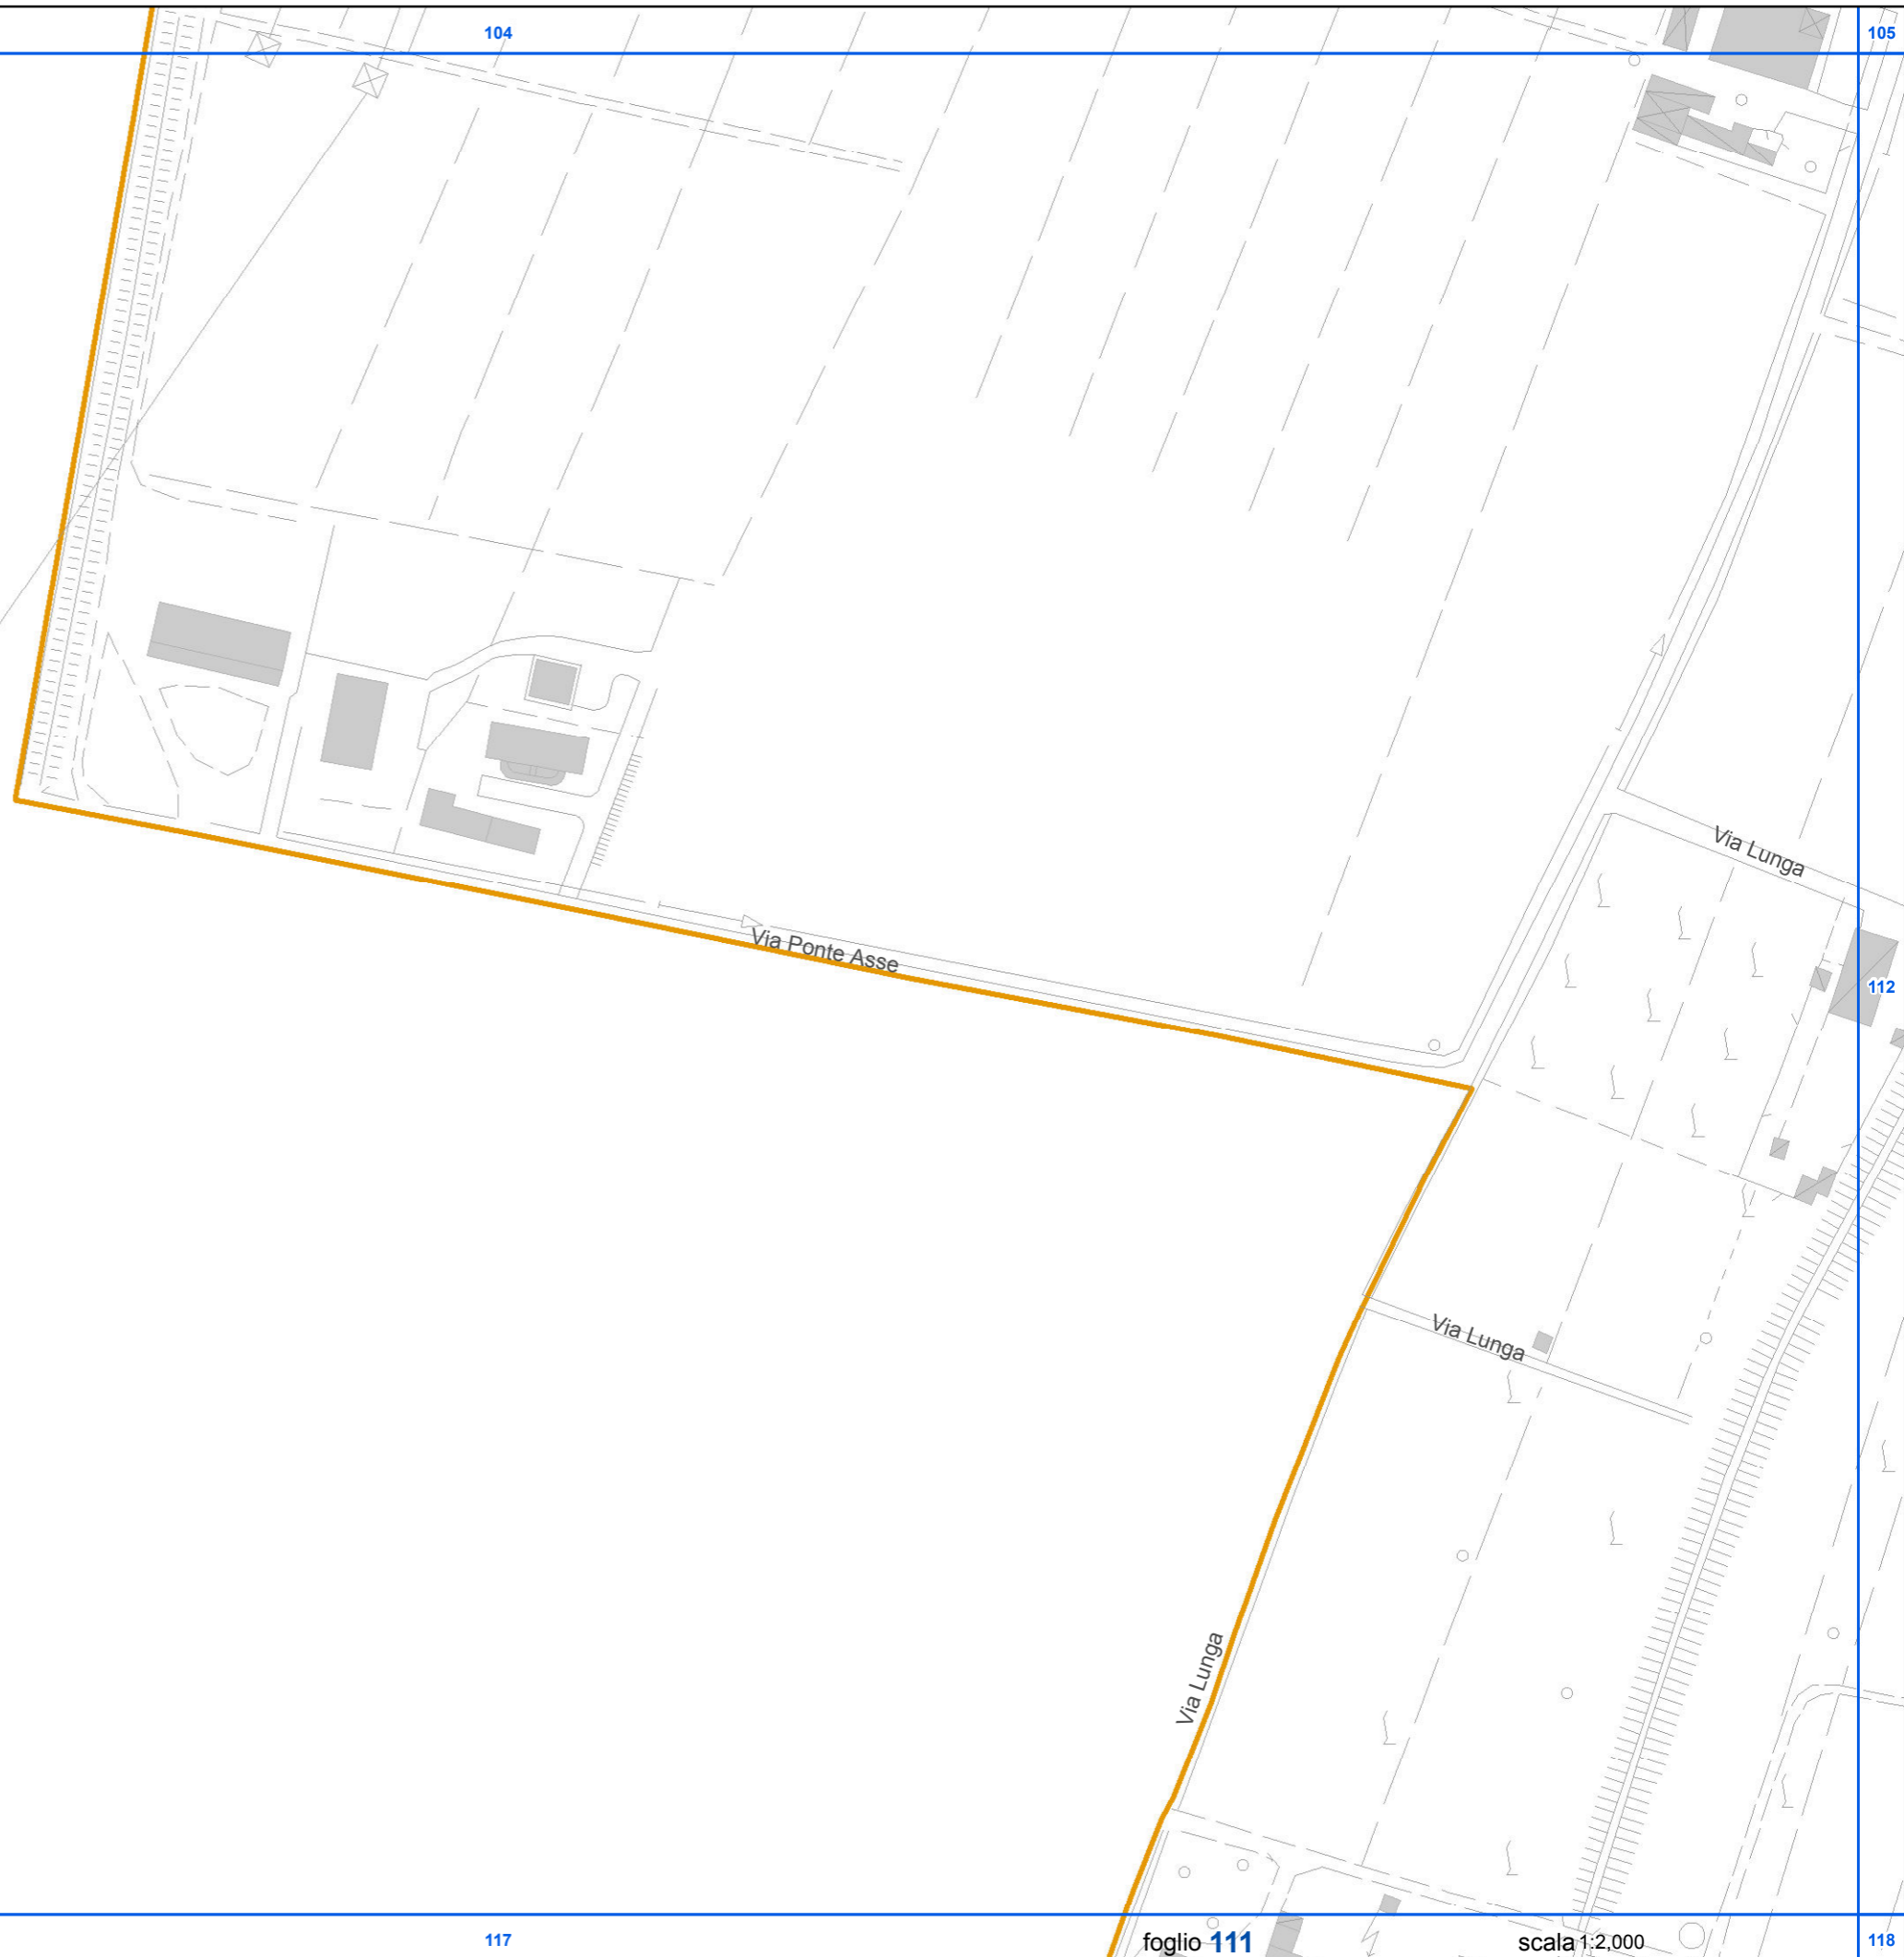 104
105
Via Lunga
Via Ponte Asse
112
Via Lunga
Via Lunga
117
foglio 111
scala 1:2,000
118